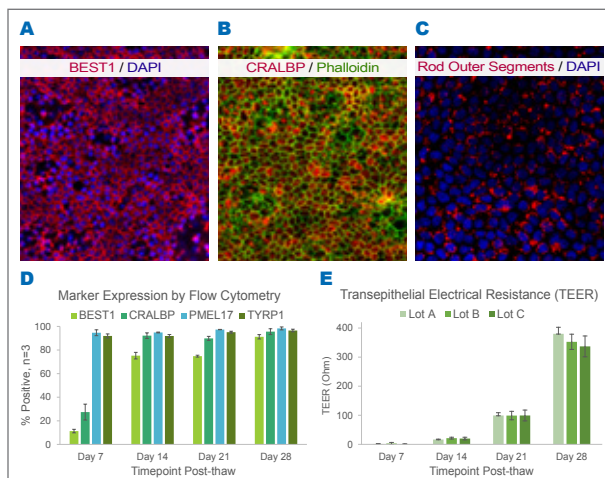 A
B
C
BEST1 / DAPI
CRALBP / Phalloidin
Rod Outer Segments / DAPI
D
Marker Expression by Flow Cytometry
BEST1 CRALBP PMEL17 TYRP1
% Positive, n=3
100
80
60
40
20
0
Day 7 Day 14 Day 21 Day 28
Timepoint Post-thaw
E
Transepithelial Electrical Resistance (TEER)
Lot A Lot B Lot C
TEER (Ohm)
400
300
200
100
0
Day 7 Day 14 Day 21 Day 28
Timepoint Post-thaw